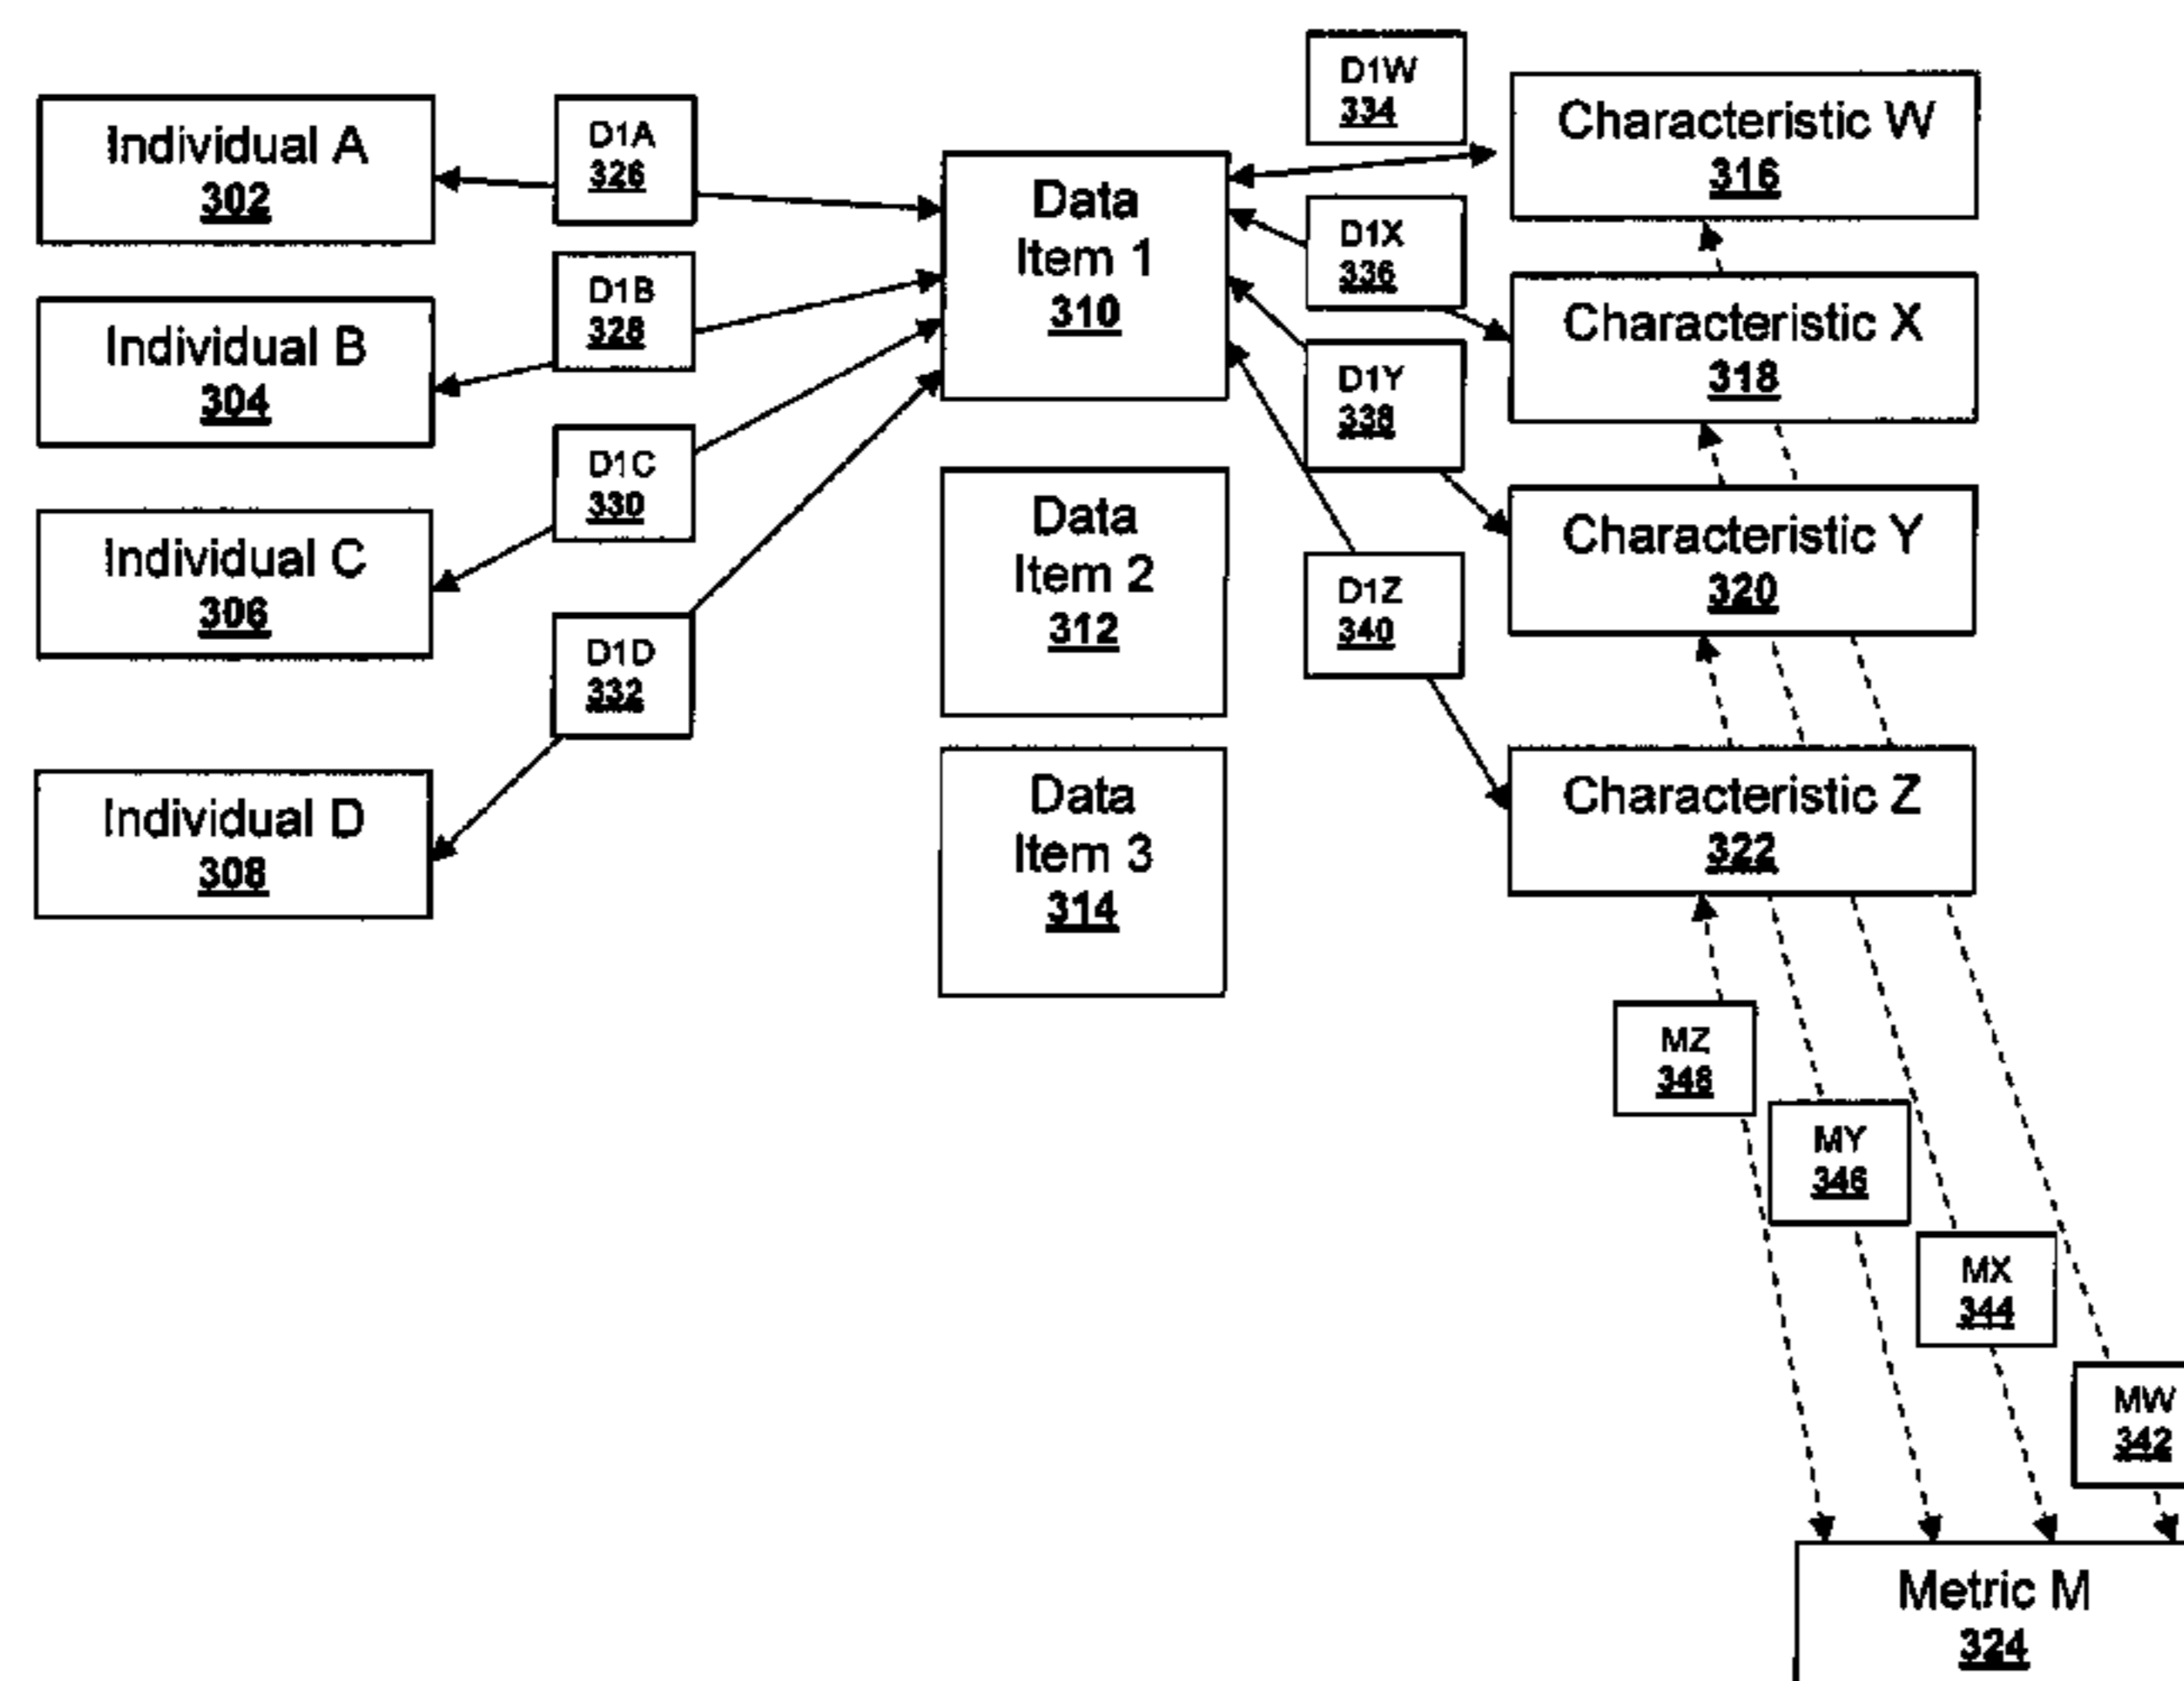 Individual A
302
Individual B
304
Individual C
306
Individual D
308
D1A
326
D1B
328
D1C
330
D1D
332
Data
Item 1
310
Data
Item 2
312
Data
Item 3
314
D1W
334
D1X
336
D1Y
338
D1Z
340
Characteristic W
316
Characteristic X
318
Characteristic Y
320
Characteristic Z
322
MZ
348
MY
346
MX
344
MW
342
Metric M
324